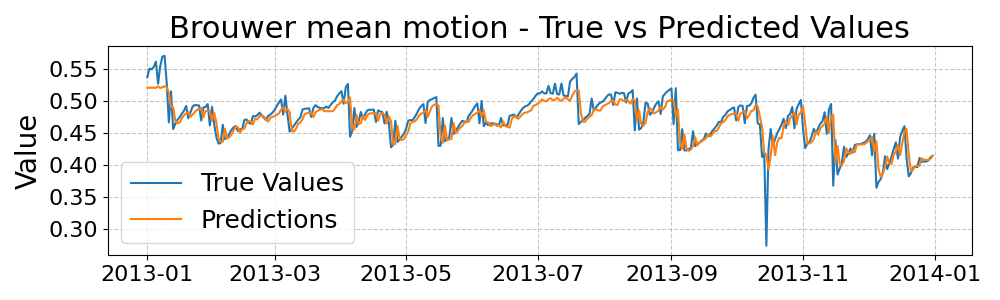 Brouwer mean motion - True vs Predicted Values
Value
0.55
0.50
0.45
0.40
0.35
0.30
True Values
Predictions
2013-01 2013-03 2013-05 2013-07 2013-09 2013-11 2014-01